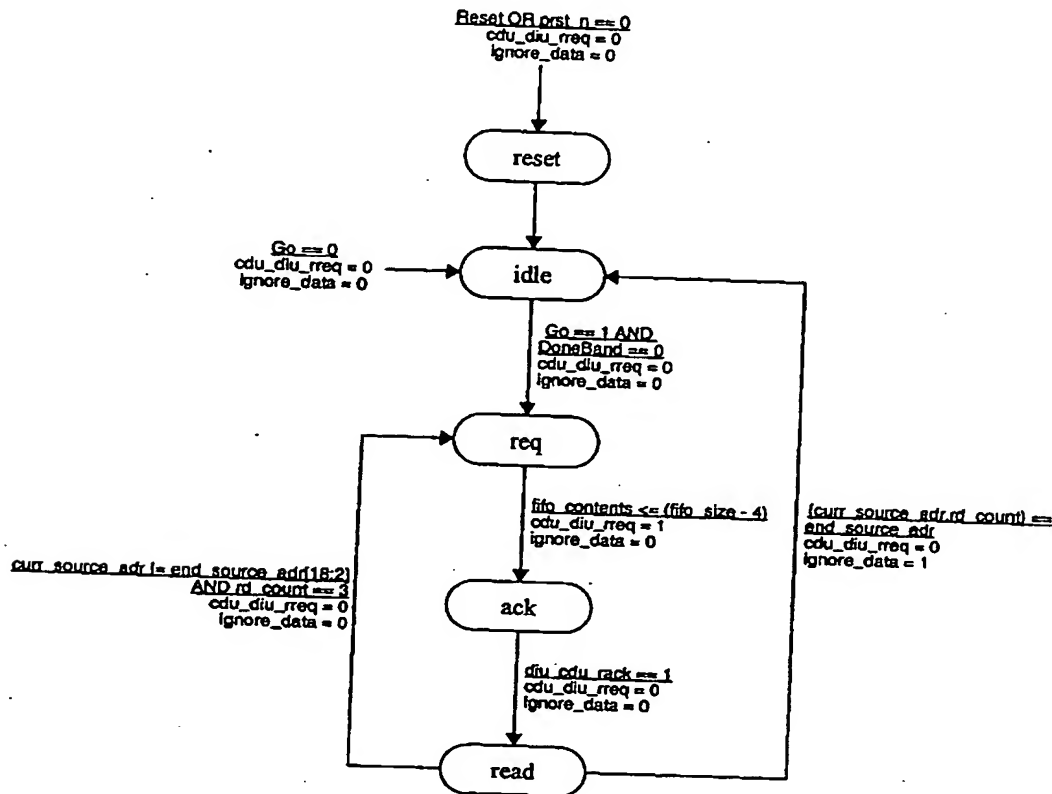 Reset OR prst_n == 0
cdu_diu_rreq = 0
ignore_data = 0
reset
Go == 0
cdu_diu_rreq = 0
ignore_data = 0
idle
Go == 1 AND
DoneBand == 0
cdu_diu_rreq = 0
ignore_data = 0
req
fifo_contents <= (fifo_size - 4)
cdu_diu_rreq = 1
ignore_data = 0
{curr_source_adr,rd_count} ==
end_source_adr
cdu_diu_rreq = 0
ignore_data = 1
curr_source_adr != end_source_adr[18:2]
AND rd_count == 3
cdu_diu_rreq = 0
ignore_data = 0
ack
diu_cdu_rack == 1
cdu_diu_rreq = 0
ignore_data = 0
read